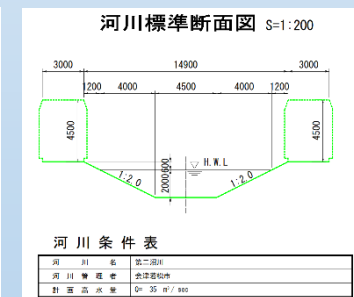 河川標準断面図 S=1:200
3000 14900 3000
1200 4000 4500 4000 1200
4500 4500
2000 600 H.W.L
1:2.0 1:2.0
河川条件表
河川名 第二沼川
河川管理者 会津若松市
計画高水量 Q= 35 m³/ sec